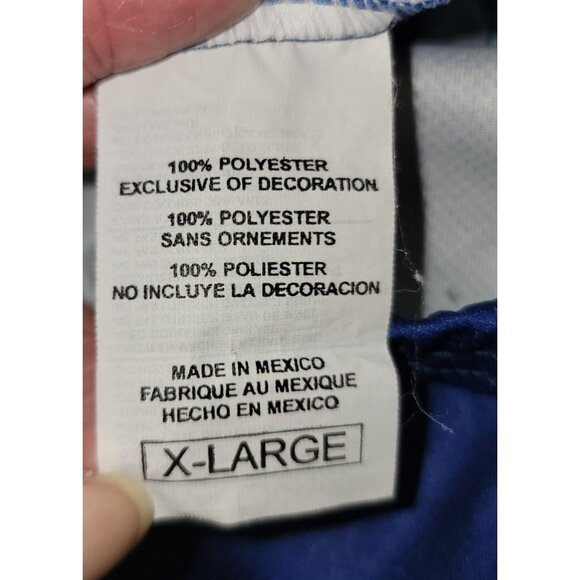 100% POLYESTER
EXCLUSIVE OF DECORATION
100% POLYESTER
SANS ORNEMENTS
100% POLIESTER
NO INCLUYE LA DECORACION
MADE IN MEXICO
FABRIQUE AU MEXIQUE
HECHO EN MEXICO
X-LARGE